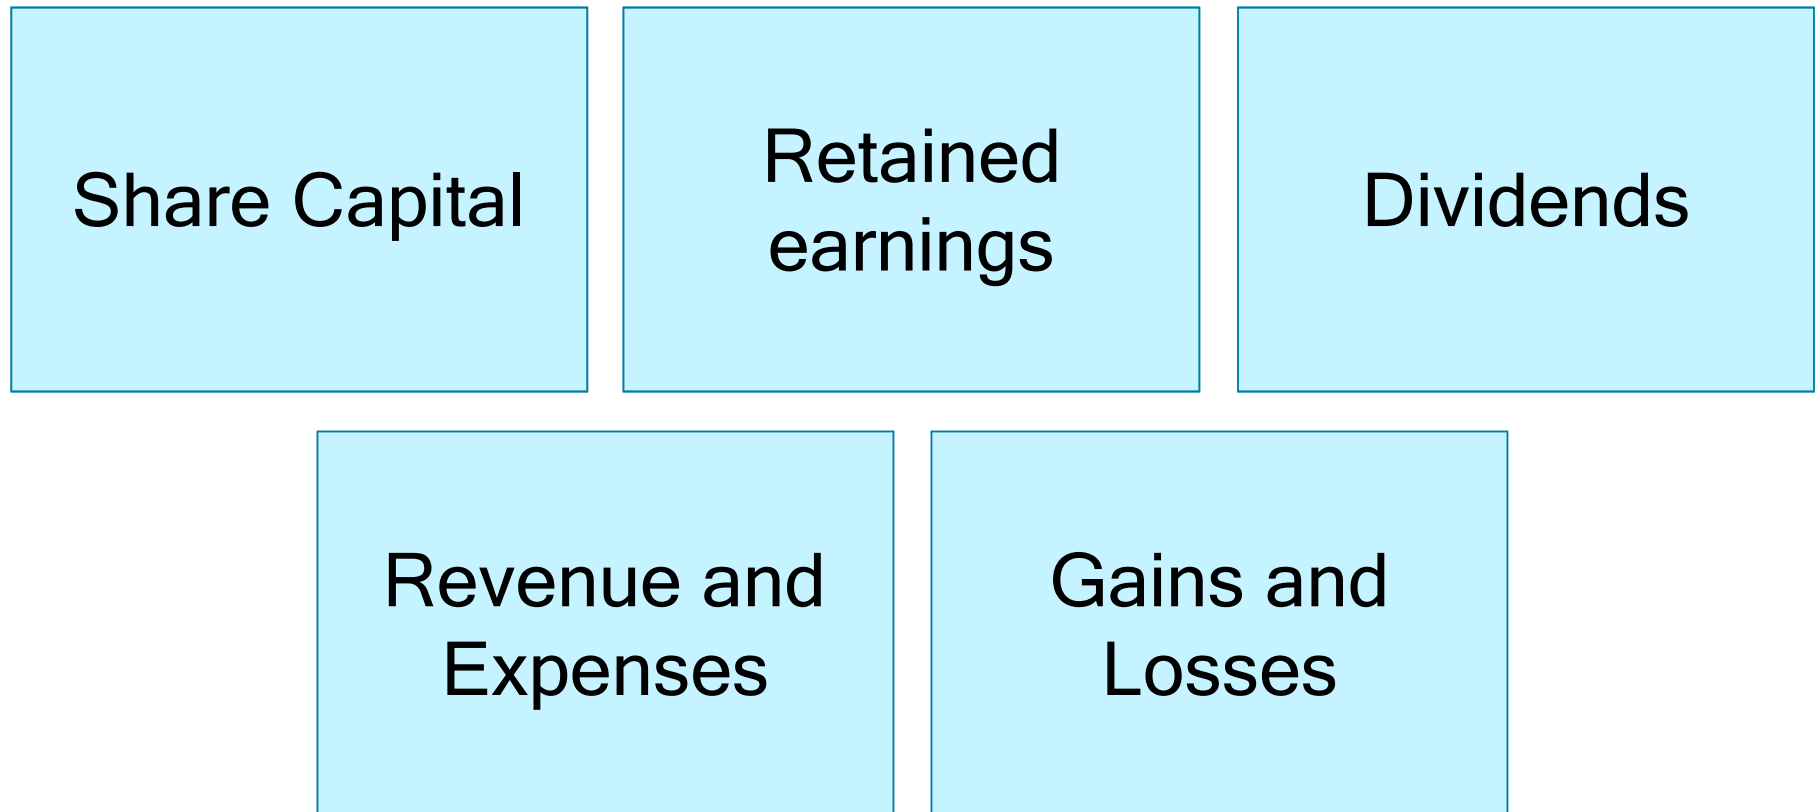 Share Capital
Retained
earnings
Dividends
Revenue and
Expenses
Gains and
Losses